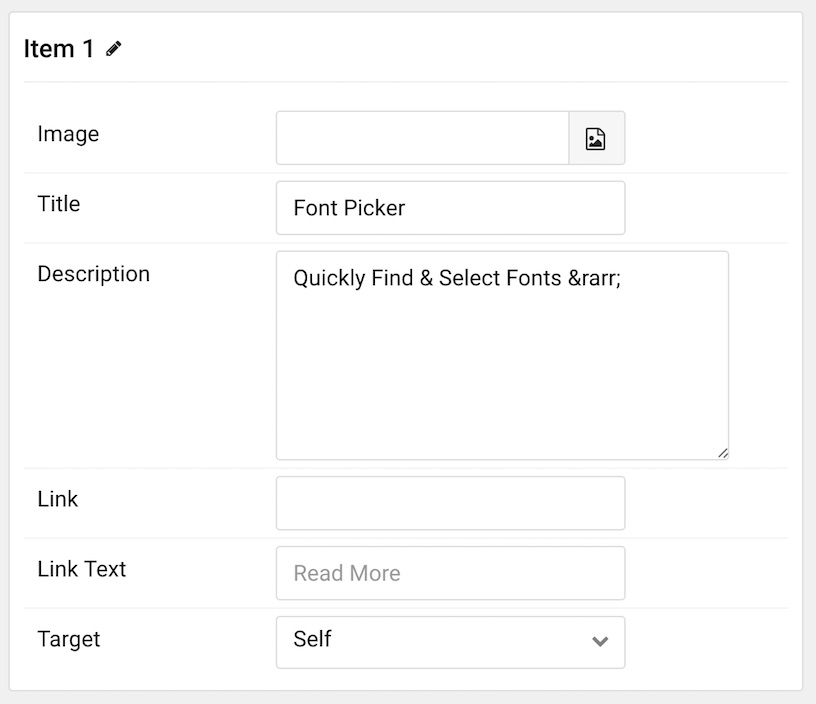 Item 1
Image
Title
Font Picker
Description
Quickly Find & Select Fonts &rarr;
Link
Link Text
Read More
Target
Self